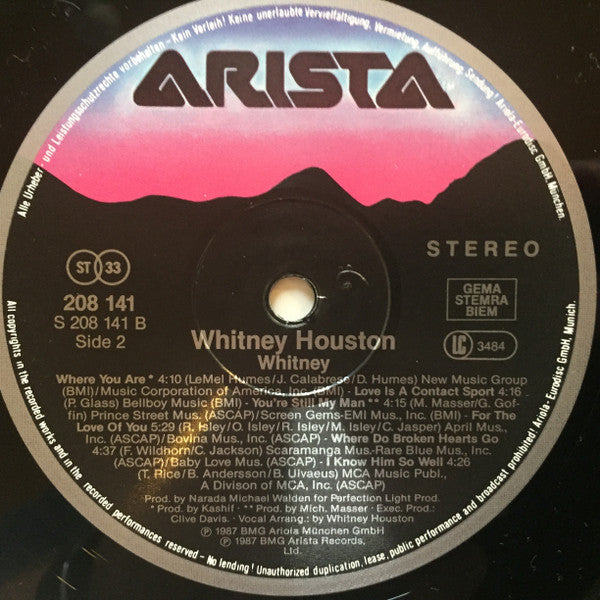 Alle Urheber- und Leistungsschutzrechte vorbehalten - Kein Verleih! Keine unerlaubte Vervielfältigung, Vermietung, Aufführung, Sendung! Ariola-Eurodisc GmbH, München.
ARISTA
STEREO
ST 33
GEMA
STEMRA
BIEM
208 141
S 208 141 B
Side 2
LC 3484
Whitney Houston
Whitney
Where You Are * 4:10 (LeMel Humes/J. Calabrese/D. Humes) New Music Group
(BMI)/Music Corporation of America, Inc. (BMI) - Love Is A Contact Sport 4:16
(P. Glass) Bellboy Music (BMI) - You're Still My Man ** 4:15 (M. Masser/G. Gof-
fin) Prince Street Mus. (ASCAP)/Screen Gems-EMI Mus., Inc. (BMI) - For The
Love Of You 5:29 (R. Isley/O. Isley/R. Isley/M. Isley/C. Jasper) April Mus.,
Inc. (ASCAP)/Bovina Mus., Inc. (ASCAP) - Where Do Broken Hearts Go
4:37 (F. Wildhorn/C. Jackson) Scaramanga-Rare Blue Mus., Inc.
(ASCAP)/Baby Love Mus. (ASCAP) - I Know Him So Well 4:26
(T. Rice/B. Andersson/B. Ulvaeus) MCA Music Publ.,
A Divison of MCA, Inc. (ASCAP)
Prod. by Narada Michael Walden for Perfection Light Prod.
* Prod. by Kashif - ** Prod. by Mich. Masser - Exec. Prod.:
Clive Davis. - Vocal Arrang.: by Whitney Houston
℗ 1987 BMG Ariola München GmbH
℗ 1987 BMG Arista Records,
Ltd.
All copyrights in the recorded works and in the recorded performances reserved – No lending! Unauthorized duplication, lease, public performance and broadcast prohibited! Ariola - Eurodisc GmbH, Munich.